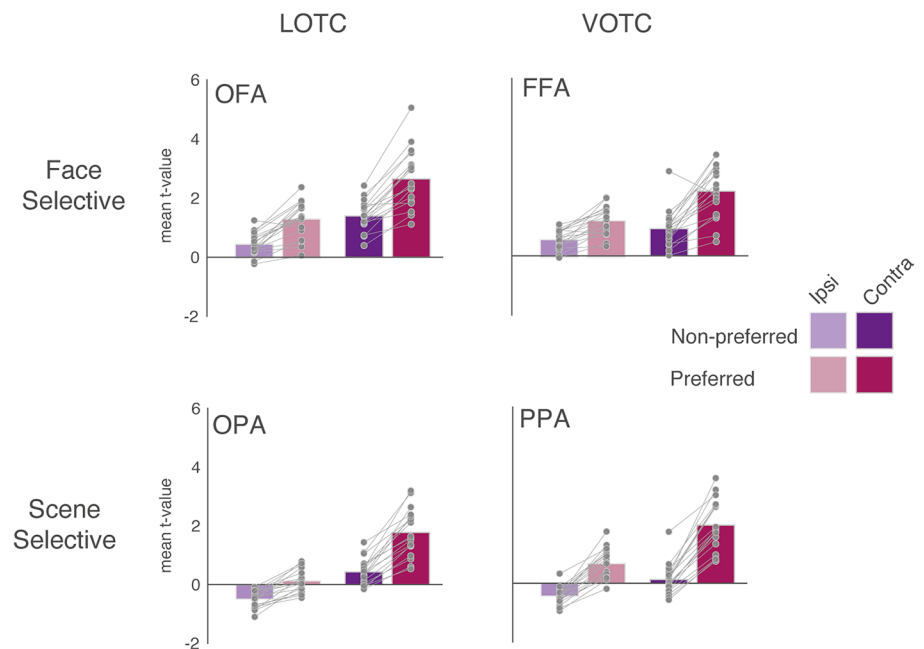 LOTC
VOTC
Face
Selective
mean t-value
6
4
2
0
-2
OFA
FFA
Ipsi
Contra
Non-preferred
Preferred
Scene
Selective
mean t-value
6
4
2
0
-2
OPA
PPA